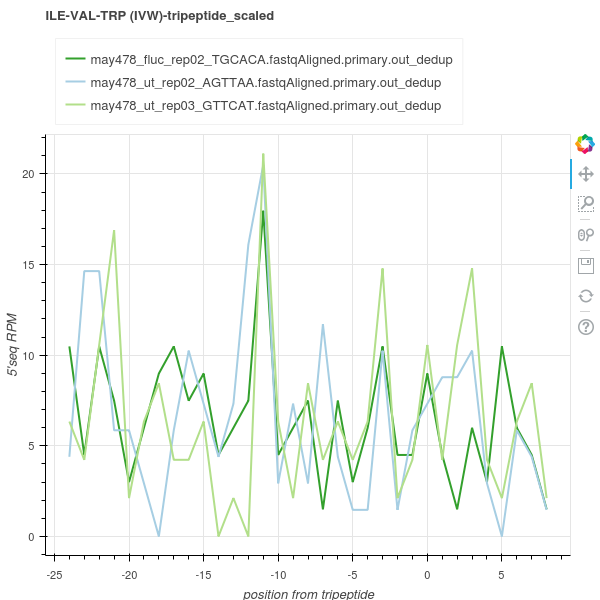 ILE-VAL-TRP (IVW)-tripeptide_scaled
may478_fluc_rep02_TGCACA.fastqAligned.primary.out_dedup
may478_ut_rep02_AGTTAA.fastqAligned.primary.out_dedup
may478_ut_rep03_GTTCAT.fastqAligned.primary.out_dedup
20
15
10
5
0
5'seq RPM
-25 -20 -15 -10 -5 0 5
position from tripeptide